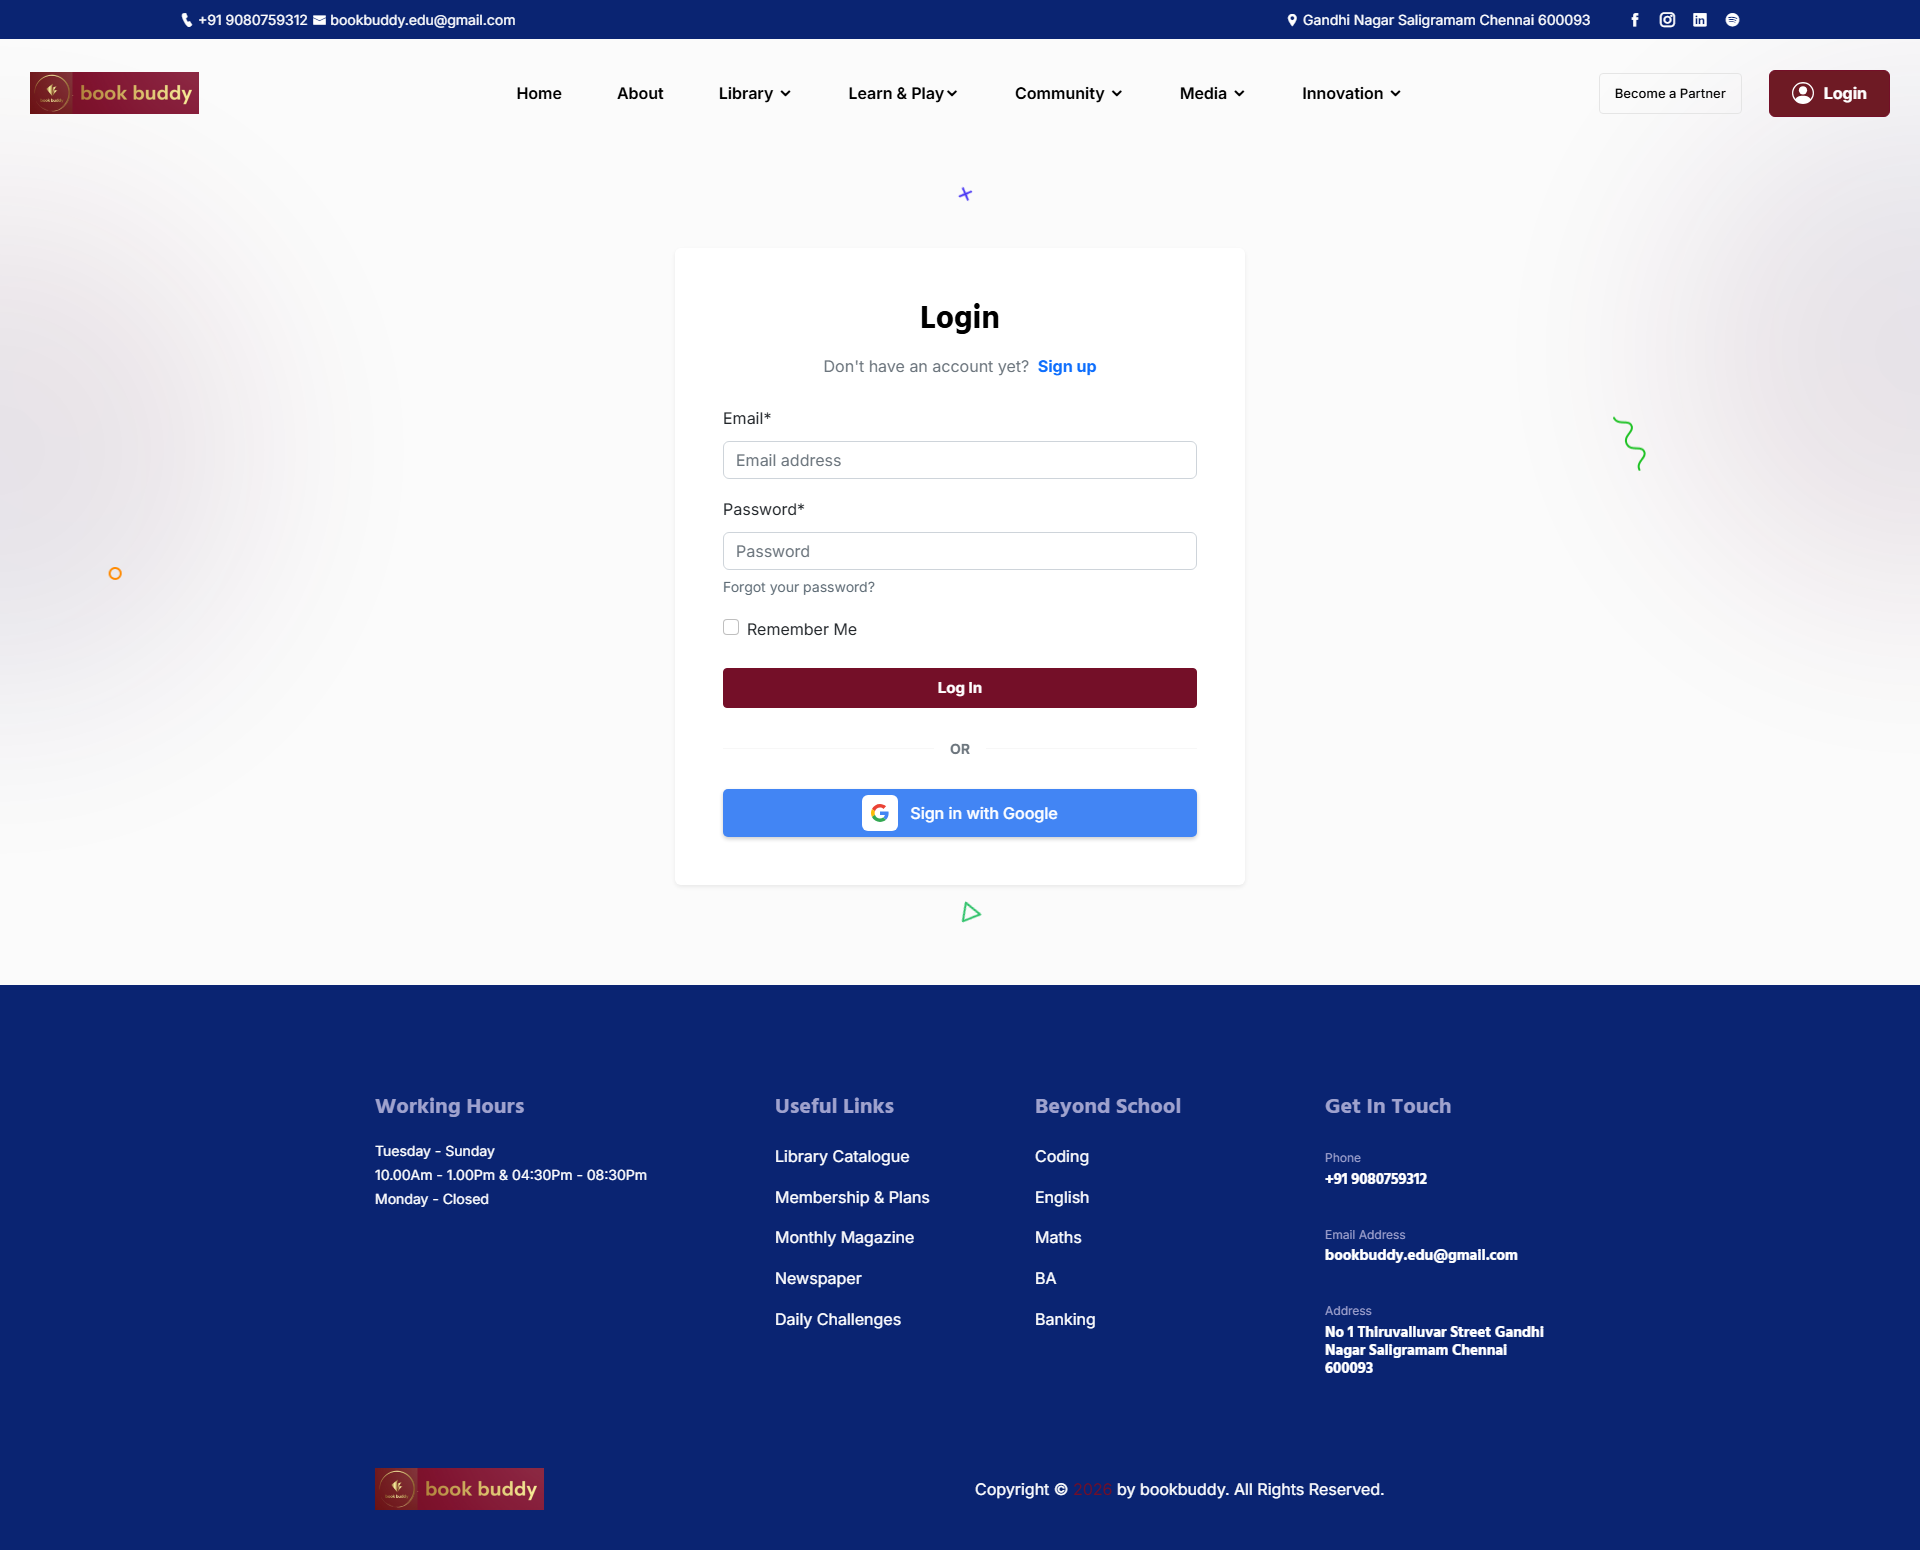 +91 9080759312 bookbuddy.edu@gmail.com
Gandhi Nagar Saligramam Chennai 600093
book buddy
Home About Library Learn & Play Community Media Innovation
Become a Partner
Login
Login
Don't have an account yet? Sign up
Email*
Email address
Password*
Password
Forgot your password?
Remember Me
Log In
OR
Sign in with Google
Working Hours
Tuesday - Sunday
10.00Am - 1.00Pm & 04:30Pm - 08:30Pm
Monday - Closed
Useful Links
Library Catalogue
Membership & Plans
Monthly Magazine
Newspaper
Daily Challenges
Beyond School
Coding
English
Maths
BA
Banking
Get In Touch
Phone
+91 9080759312
Email Address
bookbuddy.edu@gmail.com
Address
No 1 Thiruvalluvar Street Gandhi
Nagar Saligramam Chennai
600093
book buddy
Copyright © 2026 by bookbuddy. All Rights Reserved.